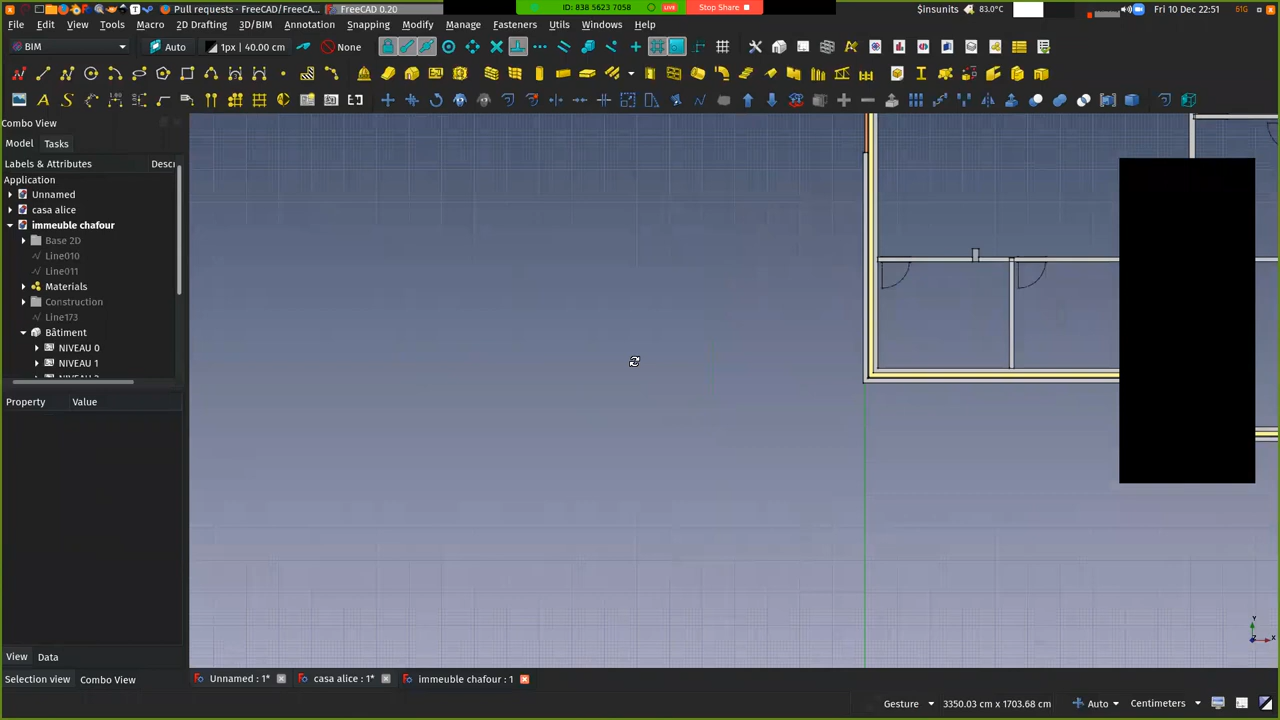 Pull requests · FreeCAD/FreeCA...
FreeCAD 0.20
ID: 838 5623 7058
LIVE
Stop Share
$insunits
83.0°C
Fri 10 Dec 22:51
51G
File
Edit
View
Tools
Macro
2D Drafting
3D/BIM
Annotation
Snapping
Modify
Manage
Fasteners
Utils
Windows
Help
BIM
Auto
1px | 40.00 cm
None
Combo View
Model
Tasks
Labels & Attributes
Descr
Application
Unnamed
casa alice
immeuble chafour
Base 2D
Line010
Line011
Materials
Construction
Line173
Bâtiment
NIVEAU 0
NIVEAU 1
Property
Value
View
Data
Selection view
Combo View
Unnamed : 1*
casa alice : 1*
immeuble chafour : 1
Gesture
3350.03 cm x 1703.68 cm
Auto
Centimeters
Y
Z
X